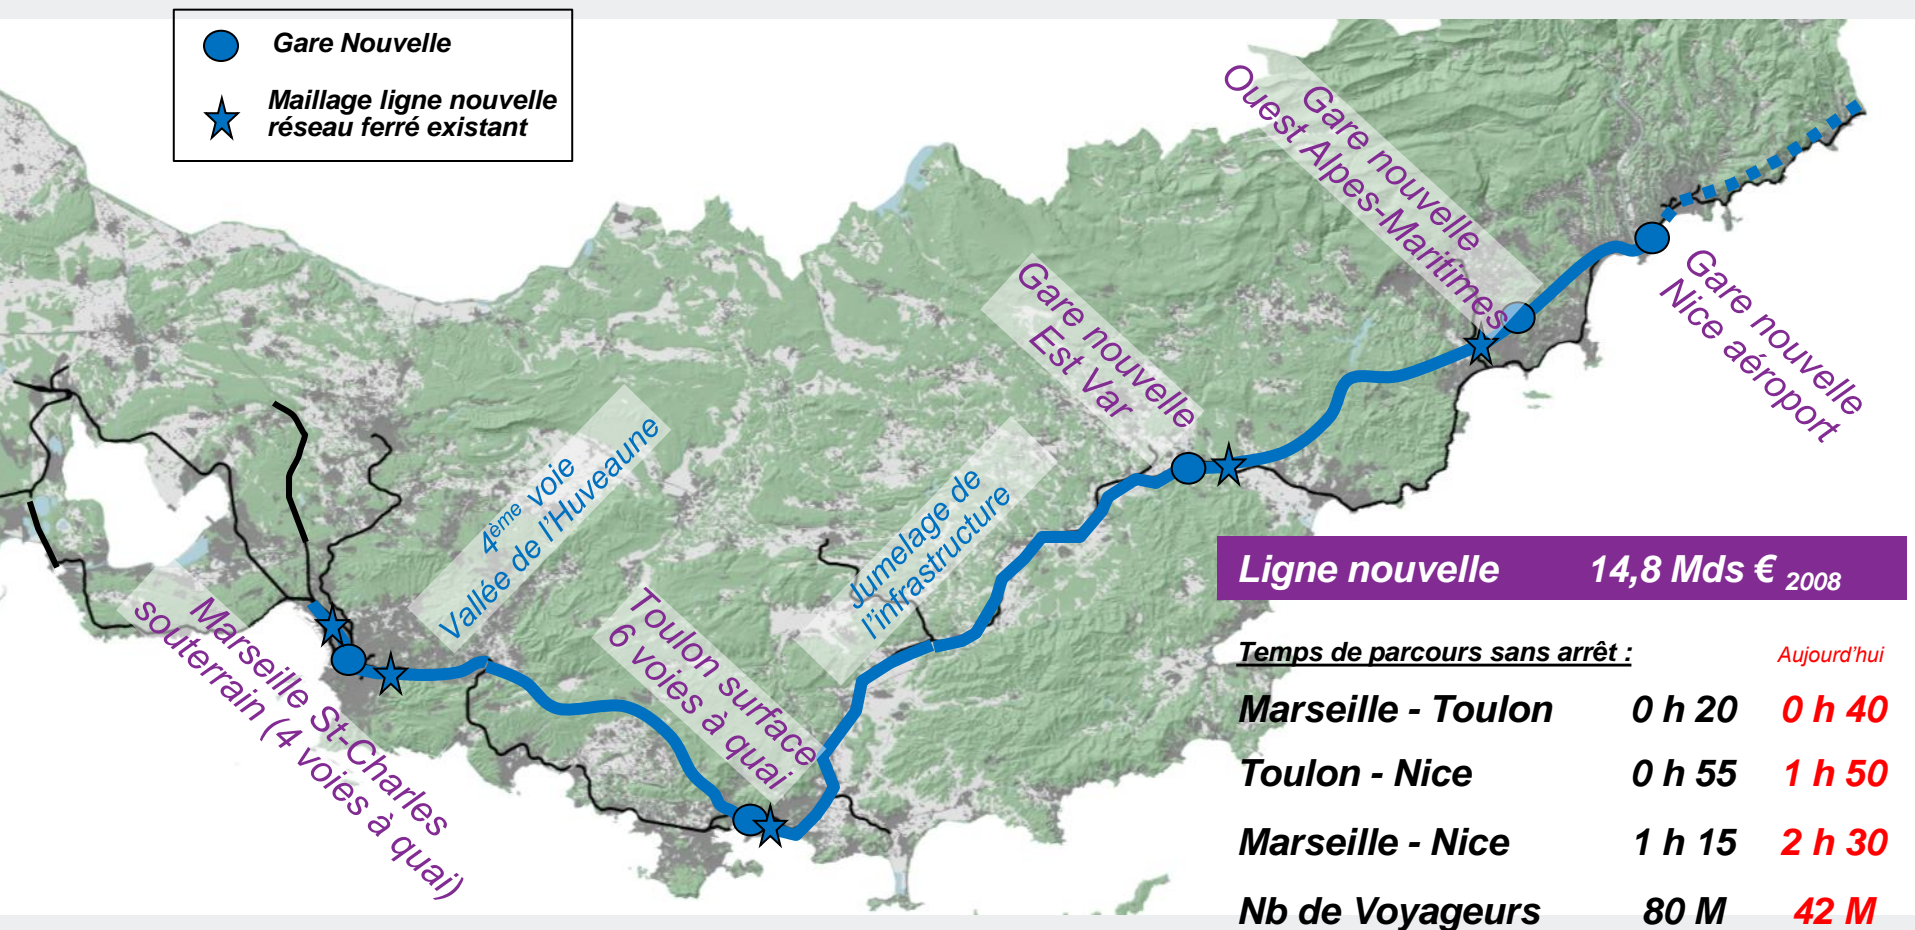 Gare Nouvelle
Maillage ligne nouvelle
réseau ferré existant
Marseille St-Charles
souterrain (4 voies à quai)
4ème voie
Vallée de l'Huveaune
Toulon surface
6 voies à quai
Jumelage de
l'infrastructure
Gare nouvelle
Est Var
Gare nouvelle
Ouest Alpes-Maritimes
Gare nouvelle
Nice aéroport
Ligne nouvelle 14,8 Mds € 2008
Temps de parcours sans arrêt : Aujourd'hui
Marseille - Toulon 0 h 20 0 h 40
Toulon - Nice 0 h 55 1 h 50
Marseille - Nice 1 h 15 2 h 30
Nb de Voyageurs 80 M 42 M